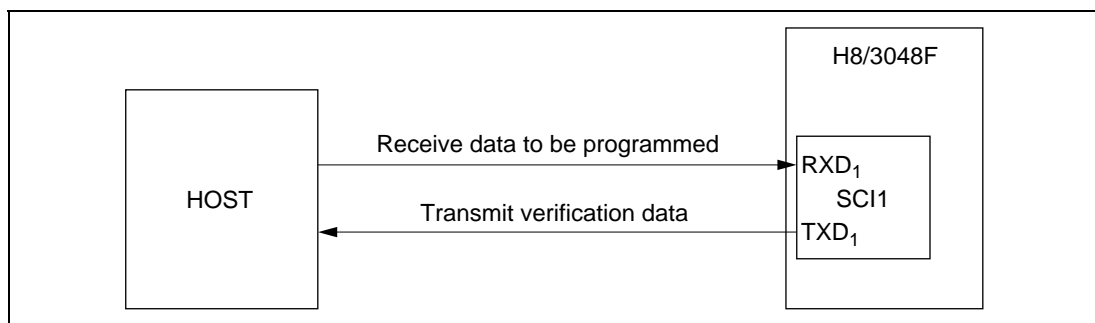 H8/3048F
Receive data to be programmed
RXD₁
HOST
SCI1
Transmit verification data
TXD₁